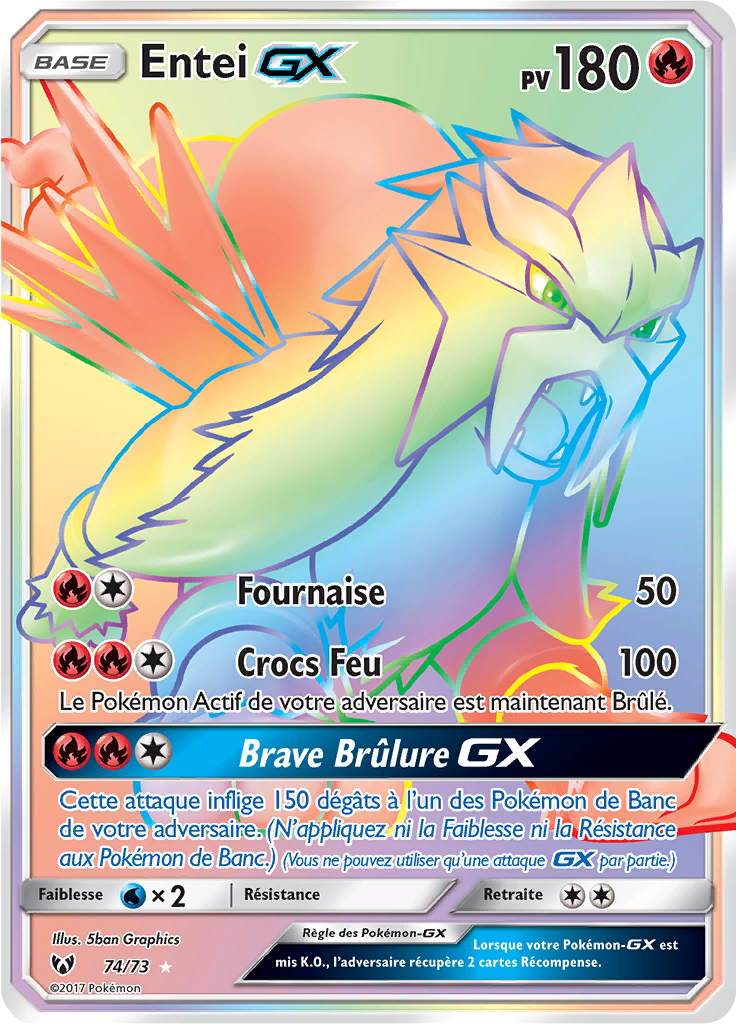 BASE Entei GX PV 180
Fournaise 50
Crocs Feu 100
Le Pokémon Actif de votre adversaire est maintenant Brûlé.
Brave Brûlure GX
Cette attaque inflige 150 dégâts à l'un des Pokémon de Banc
de votre adversaire. (N'appliquez ni la Faiblesse ni la Résistance
aux Pokémon de Banc.) (Vous ne pouvez utiliser qu'une attaque GX par partie.)
Faiblesse ×2 Résistance Retraite
Illus. 5ban Graphics
74/73
©2017 Pokémon
Règle des Pokémon-GX
Lorsque votre Pokémon-GX est
mis K.O., l'adversaire récupère 2 cartes Récompense.